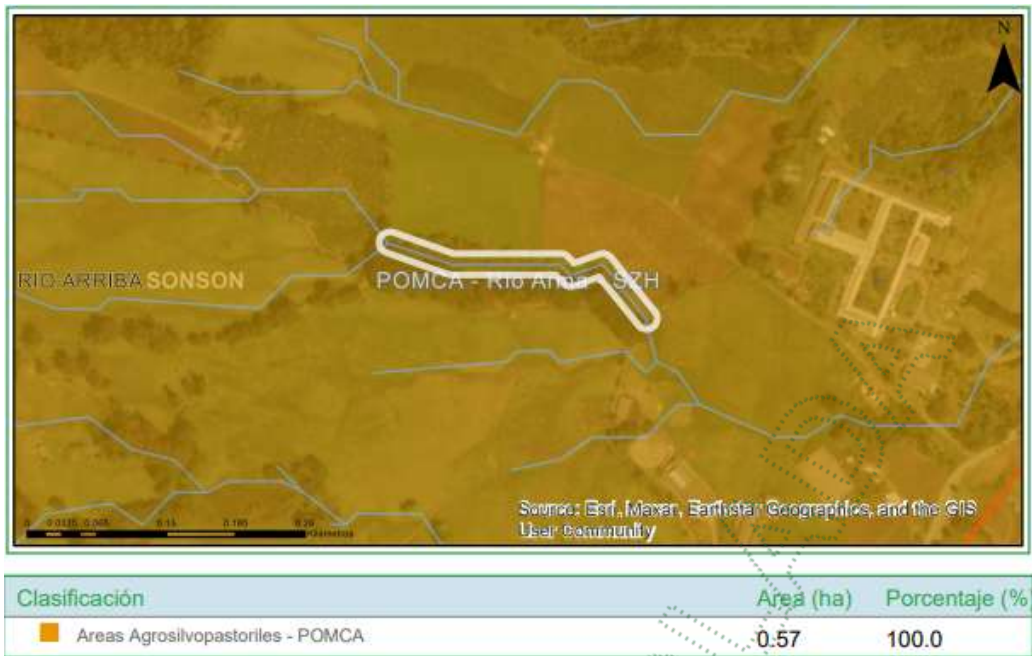 N
RIO ARRIBA SONSON
POMCA - Rio Arma - SZH
Source: Esri, Maxar, Earthstar Geographics, and the GIS
User Community
Clasificación Area (ha) Porcentaje (%)
Areas Agrosilvopastoriles - POMCA 0.57 100.0